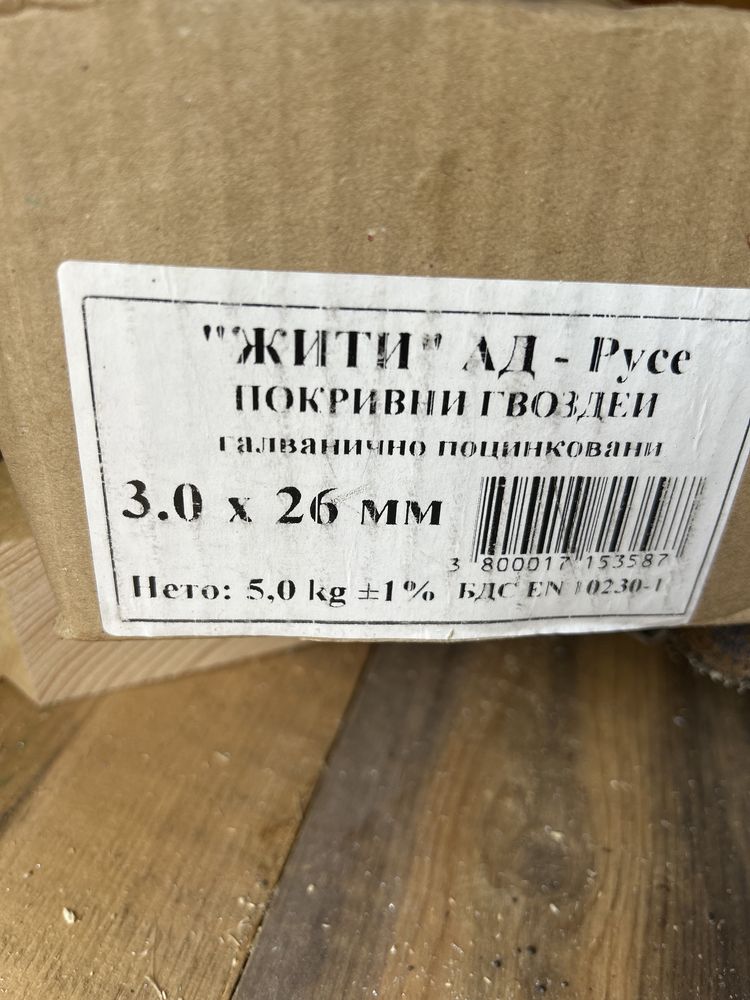 "ЖИТИ" АД - Русе
ПОКРИВНИ ГВОЗДЕИ
галванично поцинковани
3.0 x 26 мм
3 800017 153587
Нето: 5,0 kg ±1% БДС EN 10230-1